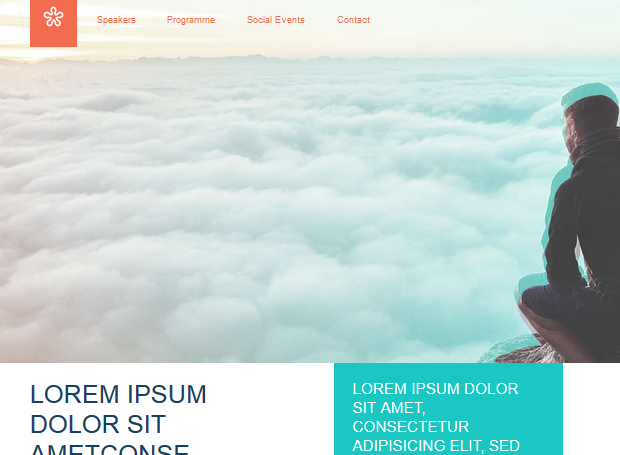 Speakers Programme Social Events Contact
LOREM IPSUM
DOLOR SIT
AMETCONSE
LOREM IPSUM DOLOR
SIT AMET,
CONSECTETUR
ADIPISICING ELIT, SED